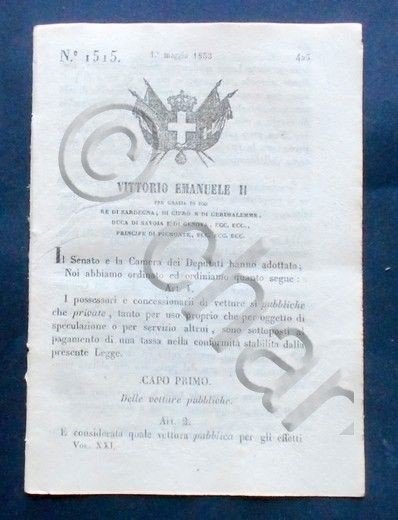 N.° 1515.
1.° maggio 1853
VITTORIO EMANUELE II
PER GRAZIA DI DIO
RE DI SARDEGNA, DI CIPRO E DI GERUSALEMME,
DUCA DI SAVOIA E DI GENOVA, ECC. ECC.,
PRINCIPE DI PIEMONTE, ECC. ECC. ECC.
Il Senato e la Camera dei Deputati hanno adottato;
Noi abbiamo ordinato ed ordiniamo quanto segue:
Art. 1.
I possessori e concessionarii di vetture sì pubbliche
che private, tanto per uso proprio che per oggetto di
speculazione o per servizio altrui, sono sottoposti al
pagamento di una tassa nella conformità stabilita dalla
presente Legge.
CAPO PRIMO.
Delle vetture pubbliche.
Art. 2.
È considerata quale vettura pubblica per gli effetti
Vol. XXI.